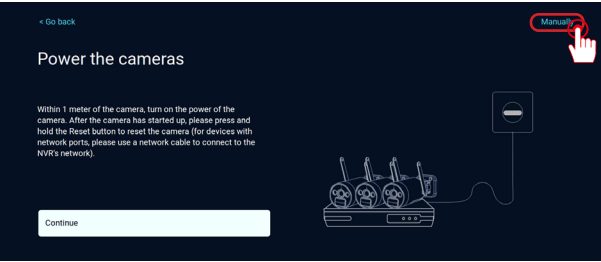 < Go back
Manually
Power the cameras
Within 1 meter of the camera, turn on the power of the
camera. After the camera has started up, please press and
hold the Reset button to reset the camera (for devices with
network ports, please use a network cable to connect to the
NVR's network).
Continue